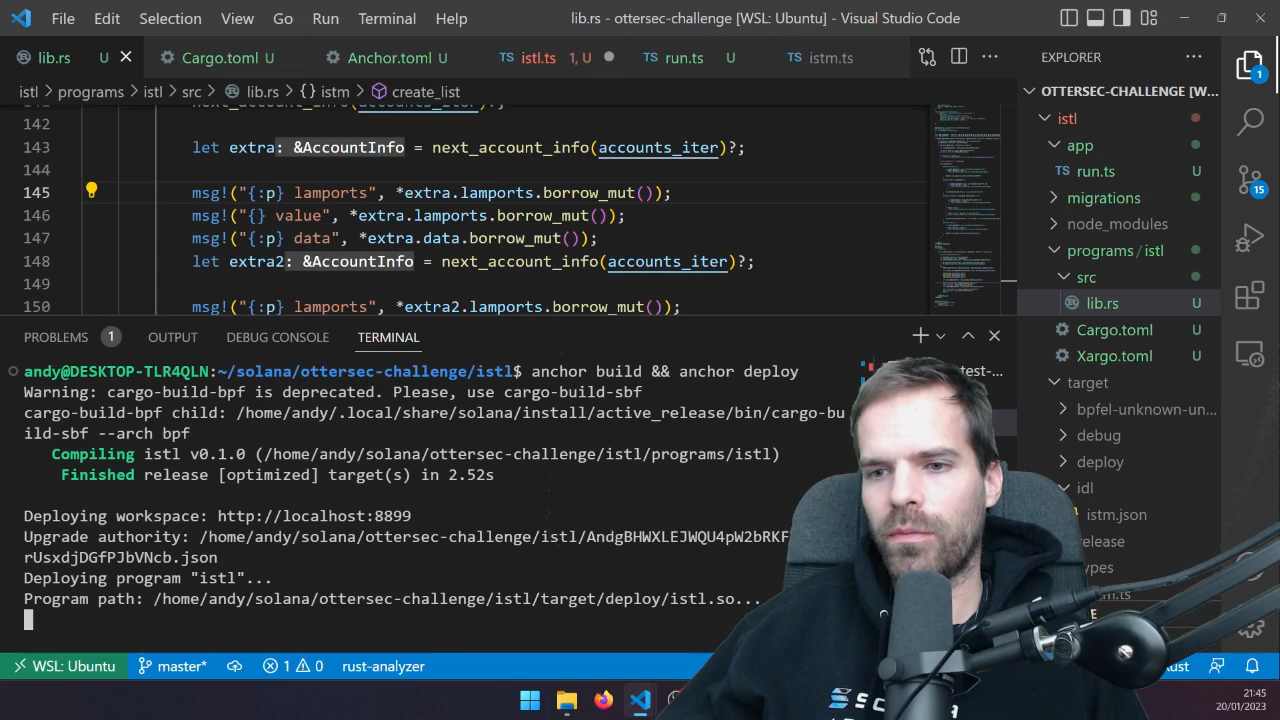 File Edit Selection View Go Run Terminal Help lib.rs - ottersec-challenge [WSL: Ubuntu] - Visual Studio Code
lib.rs U Cargo.toml U Anchor.toml U TS istl.ts 1, U TS run.ts U TS istm.ts
istl > programs > istl > src > lib.rs > {} istm > create_list
142
143 let extra: &AccountInfo = next_account_info(accounts_iter)?;
144
145 msg!("{:p} lamports", *extra.lamports.borrow_mut());
146 msg!("{} value", *extra.lamports.borrow_mut());
147 msg!("{:p} data", *extra.data.borrow_mut());
148 let extra2: &AccountInfo = next_account_info(accounts_iter)?;
149
150 msg!("{:p} lamports", *extra2.lamports.borrow_mut());
PROBLEMS 1 OUTPUT DEBUG CONSOLE TERMINAL
andy@DESKTOP-TLR4QLN:~/solana/ottersec-challenge/istl$ anchor build && anchor deploy
Warning: cargo-build-bpf is deprecated. Please, use cargo-build-sbf
cargo-build-bpf child: /home/andy/.local/share/solana/install/active_release/bin/cargo-bu
ild-sbf --arch bpf
Compiling istl v0.1.0 (/home/andy/solana/ottersec-challenge/istl/programs/istl)
Finished release [optimized] target(s) in 2.52s
Deploying workspace: http://localhost:8899
Upgrade authority: /home/andy/solana/ottersec-challenge/istl/AndgBHWXLEJWQU4pW2bRKF
rUsxdjDGfPJbVNcb.json
Deploying program "istl"...
Program path: /home/andy/solana/ottersec-challenge/istl/target/deploy/istl.so...
EXPLORER
OTTERSEC-CHALLENGE [W...
istl
app
TS run.ts U
migrations
node_modules
programs / istl
src
lib.rs U
Cargo.toml U
Xargo.toml U
target
bpfel-unknown-un...
debug
deploy
idl
istm.json
1
15
WSL: Ubuntu master* 1 0 rust-analyzer
21:45
20/01/2023